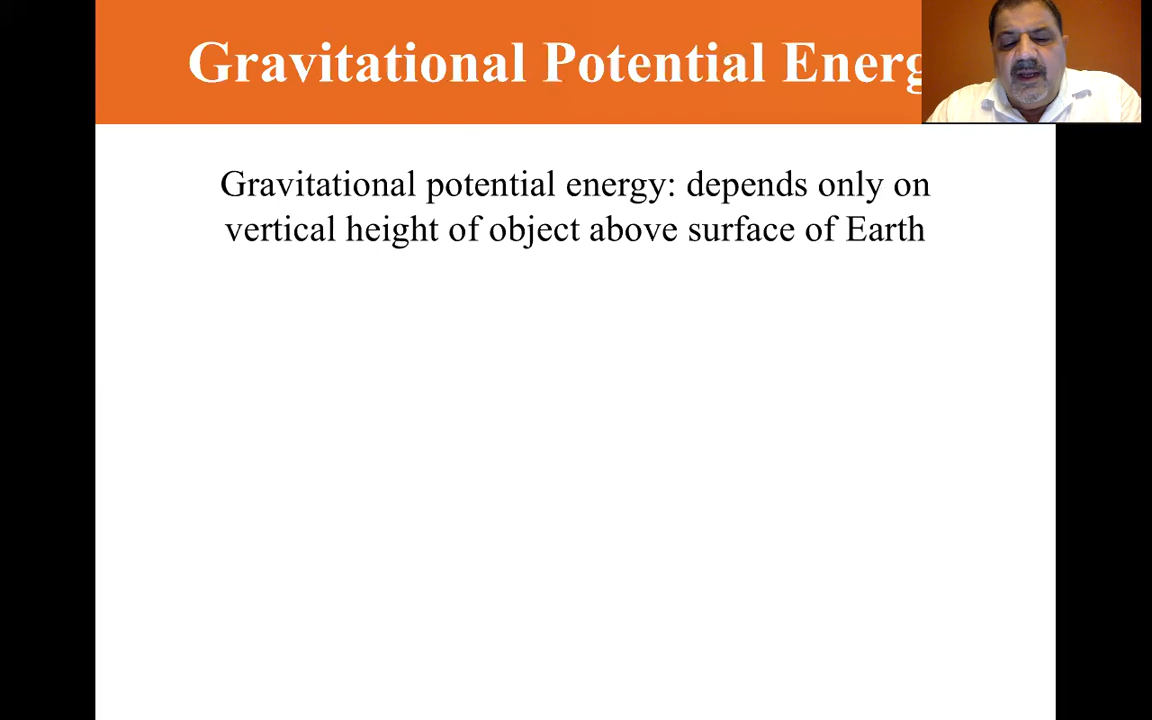 Gravitational Potential Energ
Gravitational potential energy: depends only on
vertical height of object above surface of Earth